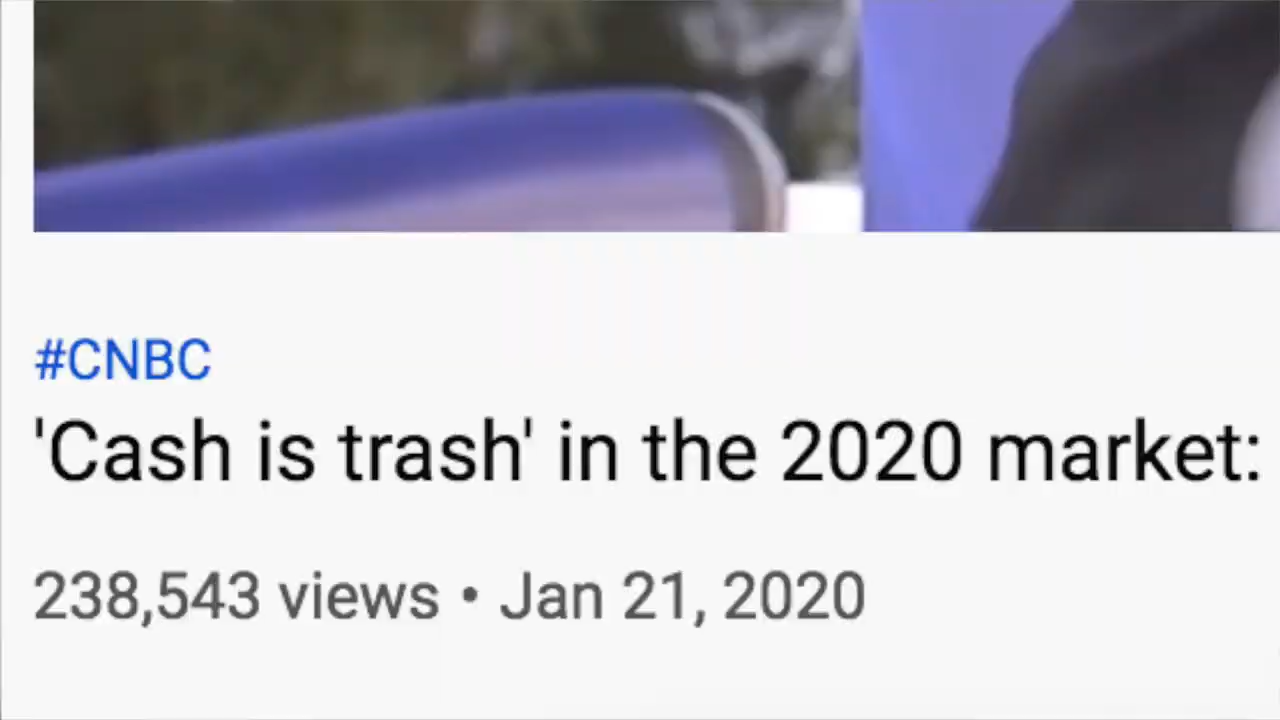 #CNBC
'Cash is trash' in the 2020 market:
238,543 views • Jan 21, 2020